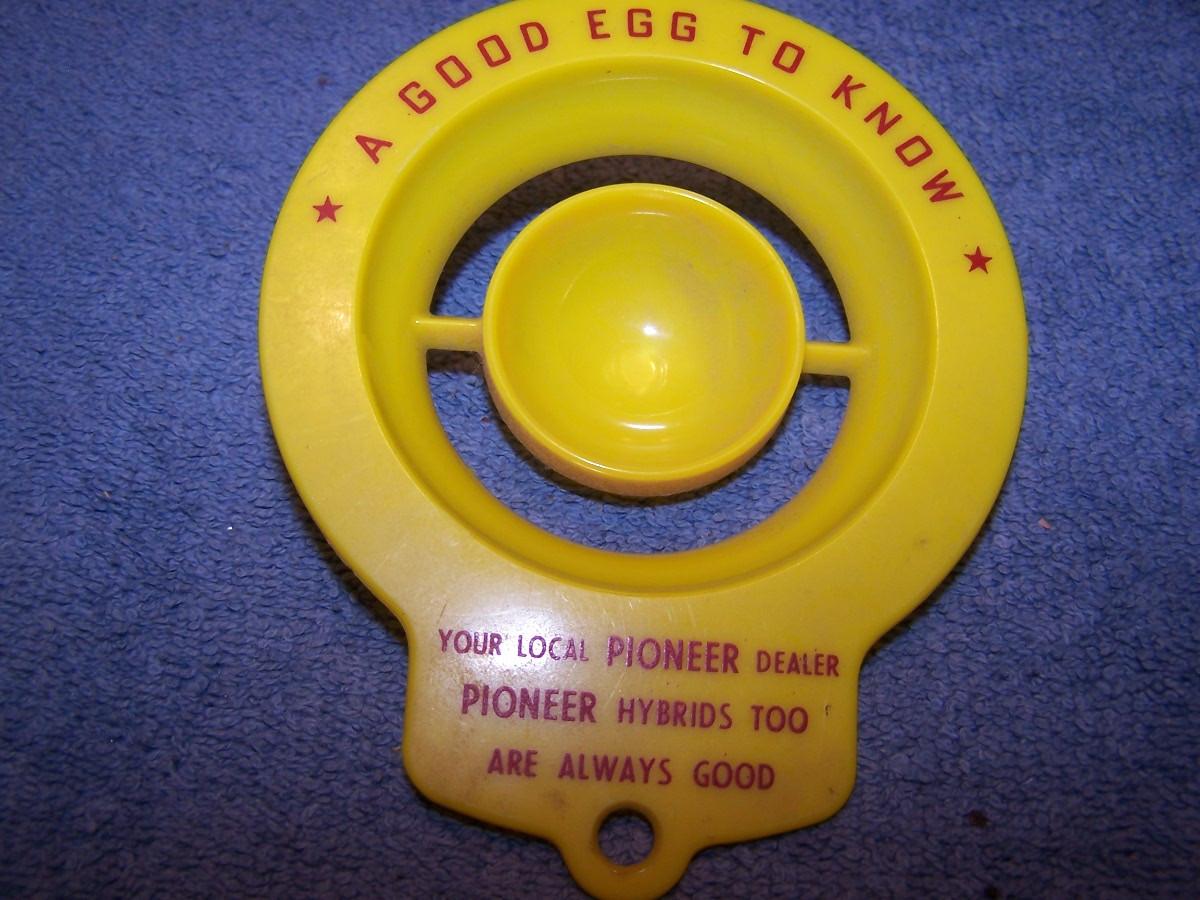 ★ A GOOD EGG TO KNOW ★
YOUR LOCAL PIONEER DEALER
PIONEER HYBRIDS TOO
ARE ALWAYS GOOD